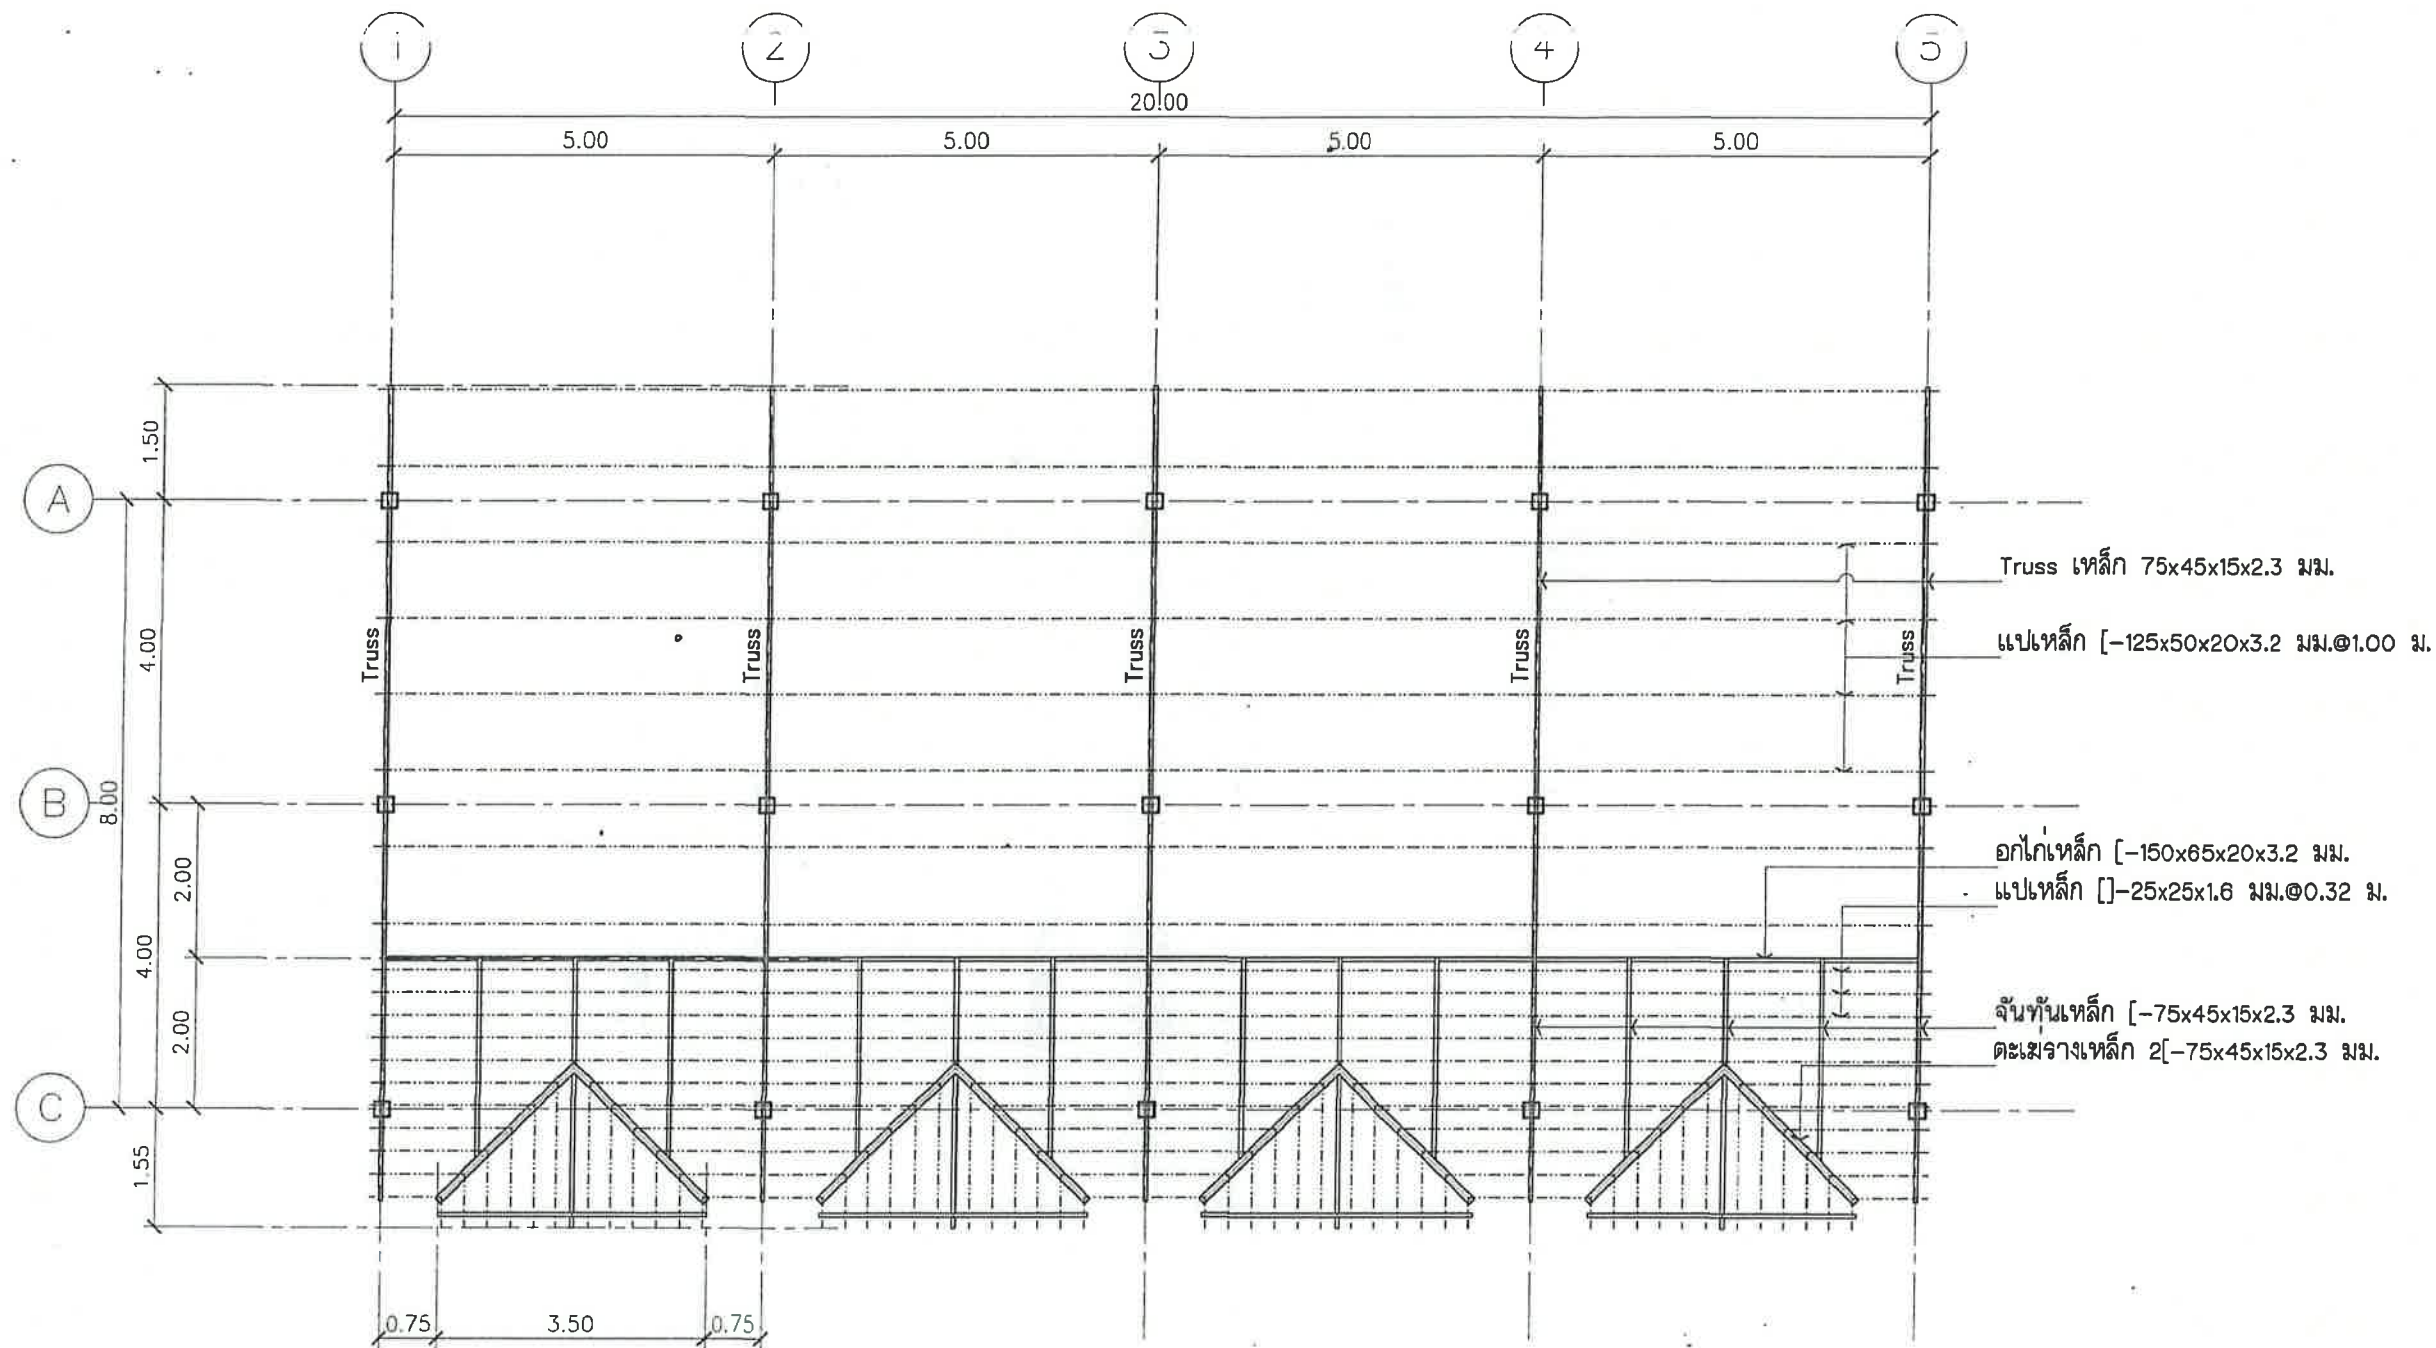 1 2 3 4 5
20.00
5.00 5.00 5.00 5.00
1.50
A
Truss เหล็ก 75x45x15x2.3 มม.
4.00
Truss Truss Truss Truss Truss
แปเหล็ก [-125x50x20x3.2 มม.@1.00 ม.
B
8.00
2.00
อกไก่เหล็ก [-150x65x20x3.2 มม.
แปเหล็ก []-25x25x1.6 มม.@0.32 ม.
4.00
2.00
จันทันเหล็ก [-75x45x15x2.3 มม.
ตะเฆ่รางเหล็ก 2[-75x45x15x2.3 มม.
C
1.55
0.75 3.50 0.75